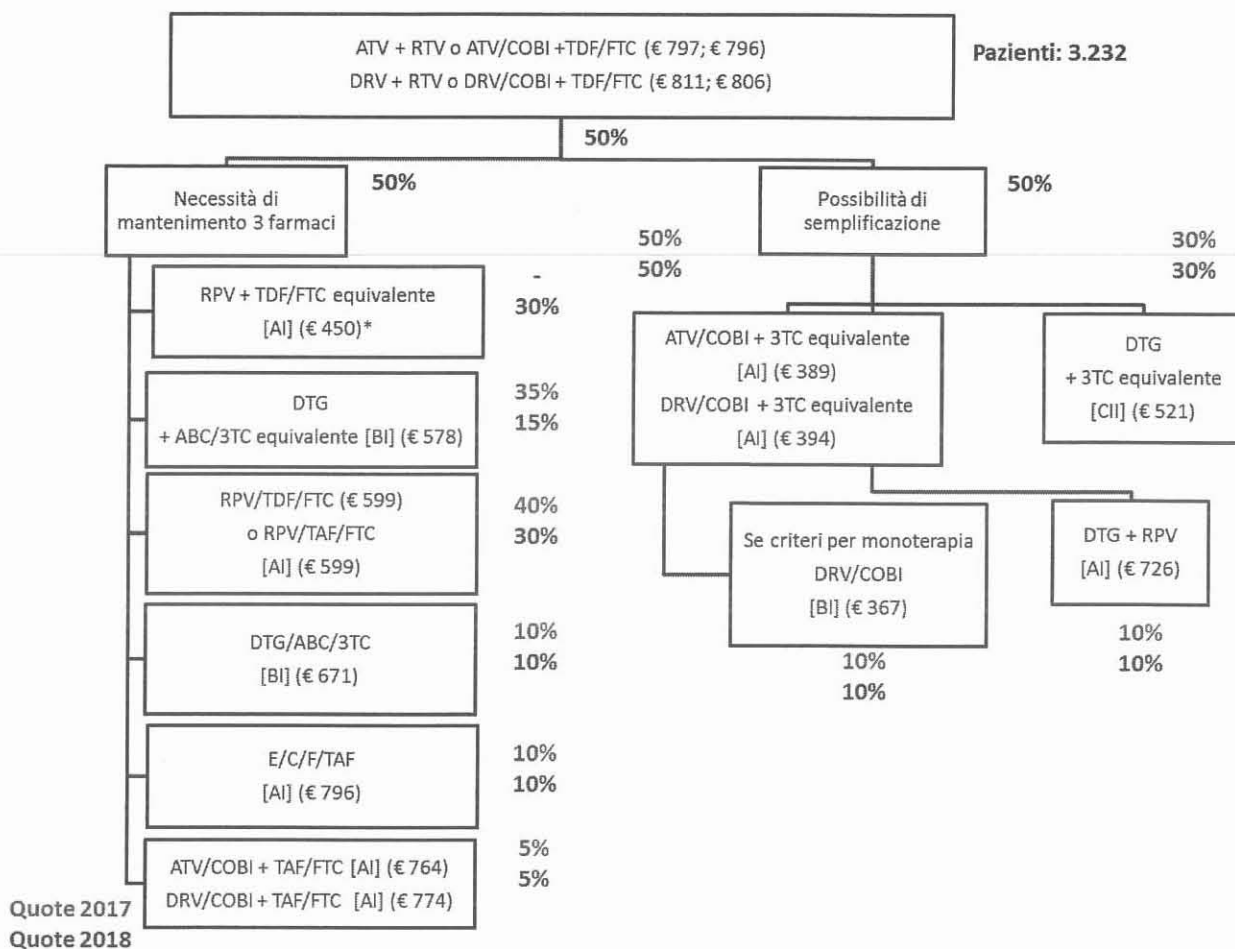 ATV + RTV o ATV/COBI +TDF/FTC (€ 797; € 796)
DRV + RTV o DRV/COBI + TDF/FTC (€ 811; € 806)
Pazienti: 3.232
50%
Necessità di
mantenimento 3 farmaci
50%
Possibilità di
semplificazione
50%
RPV + TDF/FTC equivalente
[AI] (€ 450)*
-
30%
DTG
+ ABC/3TC equivalente [BI] (€ 578)
35%
15%
RPV/TDF/FTC (€ 599)
o RPV/TAF/FTC
[AI] (€ 599)
40%
30%
DTG/ABC/3TC
[BI] (€ 671)
10%
10%
E/C/F/TAF
[AI] (€ 796)
10%
10%
ATV/COBI + TAF/FTC [AI] (€ 764)
DRV/COBI + TAF/FTC [AI] (€ 774)
5%
5%
50%
50%
ATV/COBI + 3TC equivalente
[AI] (€ 389)
DRV/COBI + 3TC equivalente
[AI] (€ 394)
30%
30%
DTG
+ 3TC equivalente
[CII] (€ 521)
Se criteri per monoterapia
DRV/COBI
[BI] (€ 367)
10%
10%
DTG + RPV
[AI] (€ 726)
10%
10%
Quote 2017
Quote 2018